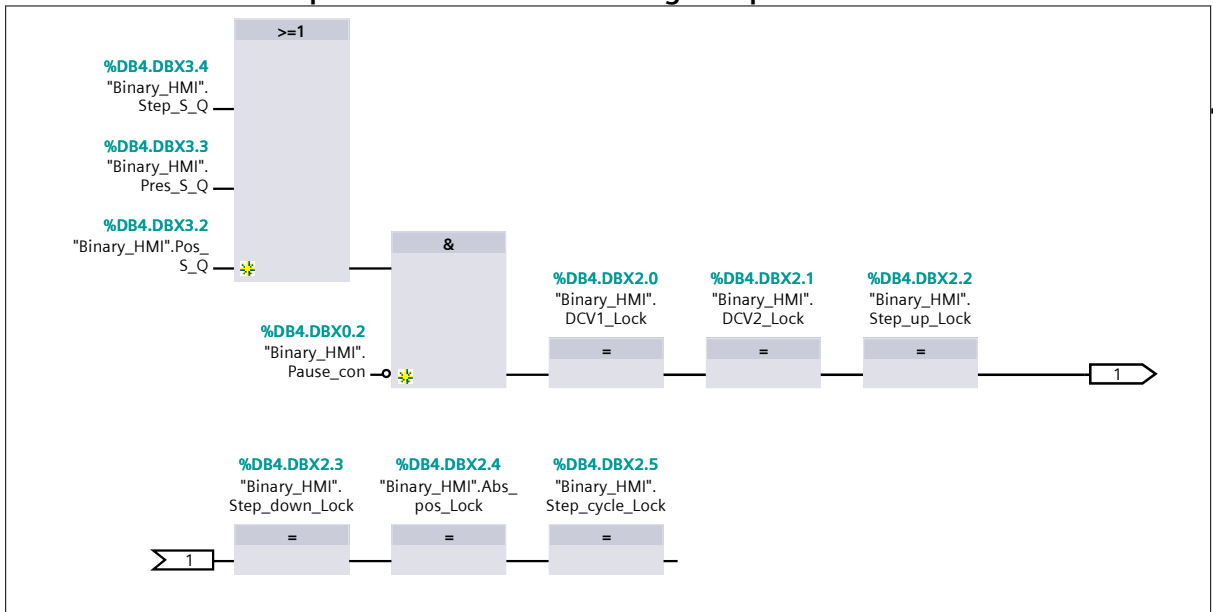 >=1
%DB4.DBX3.4
"Binary_HMI".
Step_S_Q
%DB4.DBX3.3
"Binary_HMI".
Pres_S_Q
%DB4.DBX3.2
"Binary_HMI".Pos_
S_Q
&
%DB4.DBX0.2
"Binary_HMI".
Pause_con
%DB4.DBX2.0
"Binary_HMI".
DCV1_Lock
=
%DB4.DBX2.1
"Binary_HMI".
DCV2_Lock
=
%DB4.DBX2.2
"Binary_HMI".
Step_up_Lock
=
1
%DB4.DBX2.3
"Binary_HMI".
Step_down_Lock
=
%DB4.DBX2.4
"Binary_HMI".Abs_
pos_Lock
=
%DB4.DBX2.5
"Binary_HMI".
Step_cycle_Lock
=
1